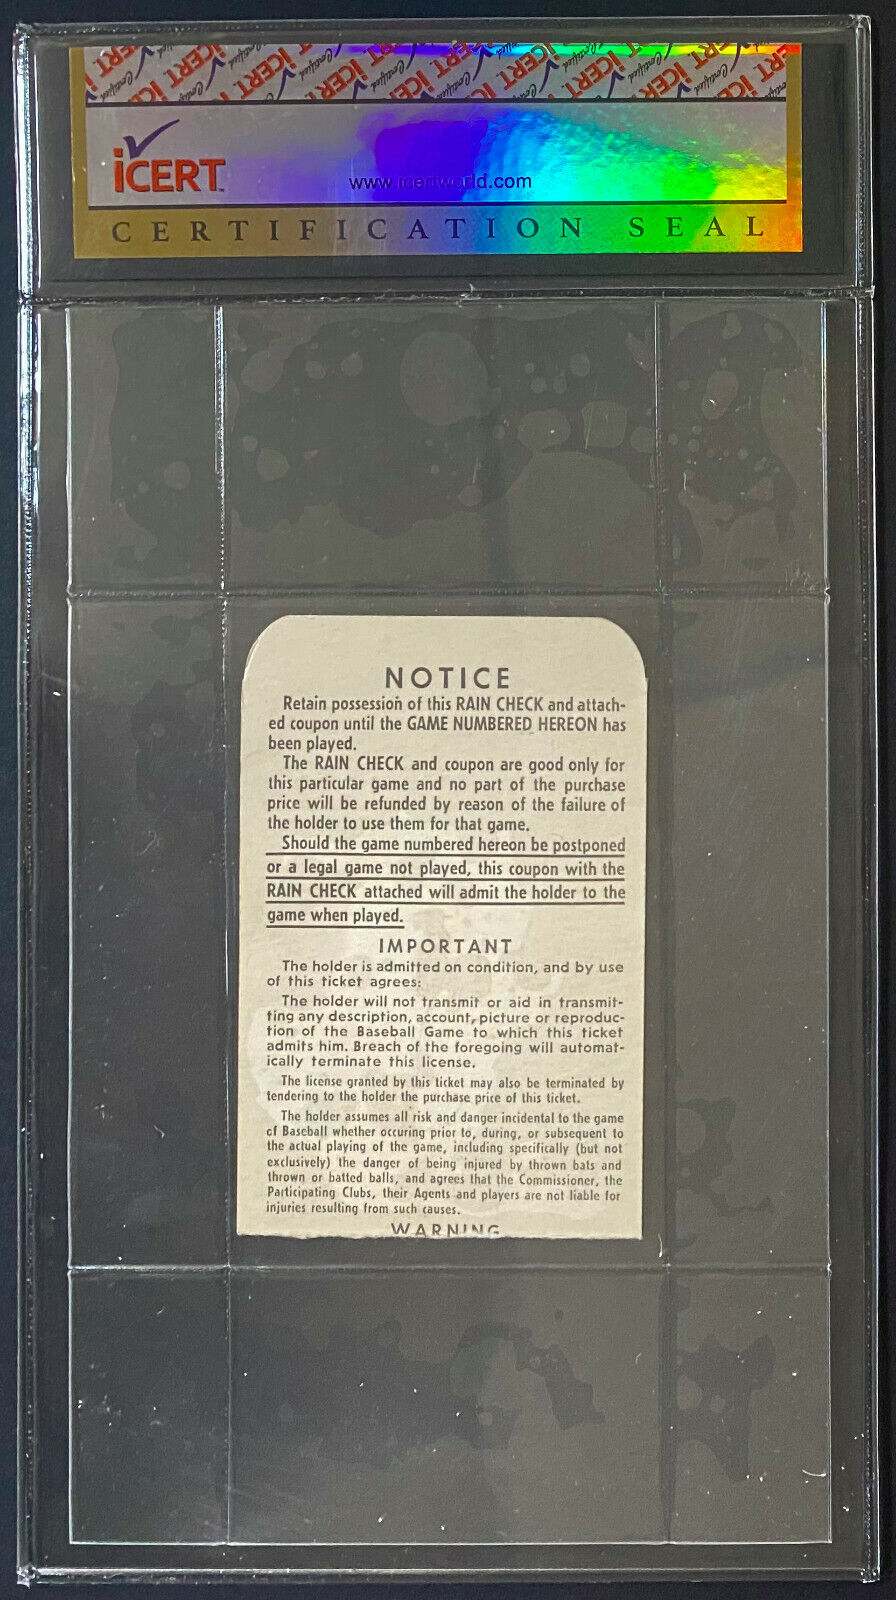 iCERT
www.icertworld.com
CERTIFICATION SEAL
NOTICE
Retain possession of this RAIN CHECK and attach-
ed coupon until the GAME NUMBERED HEREON has
been played.
The RAIN CHECK and coupon are good only for
this particular game and no part of the purchase
price will be refunded by reason of the failure of
the holder to use them for that game.
Should the game numbered hereon be postponed
or a legal game not played, this coupon with the
RAIN CHECK attached will admit the holder to the
game when played.
IMPORTANT
The holder is admitted on condition, and by use
of this ticket agrees:
The holder will not transmit or aid in transmit-
ting any description, account, picture or reproduc-
tion of the Baseball Game to which this ticket
admits him. Breach of the foregoing will automat-
ically terminate this license.
The license granted by this ticket may also be terminated by
tendering to the holder the purchase price of this ticket.
The holder assumes all risk and danger incidental to the game
of Baseball whether occuring prior to, during, or subsequent to
the actual playing of the game, including specifically (but not
exclusively) the danger of being injured by thrown bats and
thrown or batted balls, and agrees that the Commissioner, the
Participating Clubs, their Agents and players are not liable for
injuries resulting from such causes.
WARNING